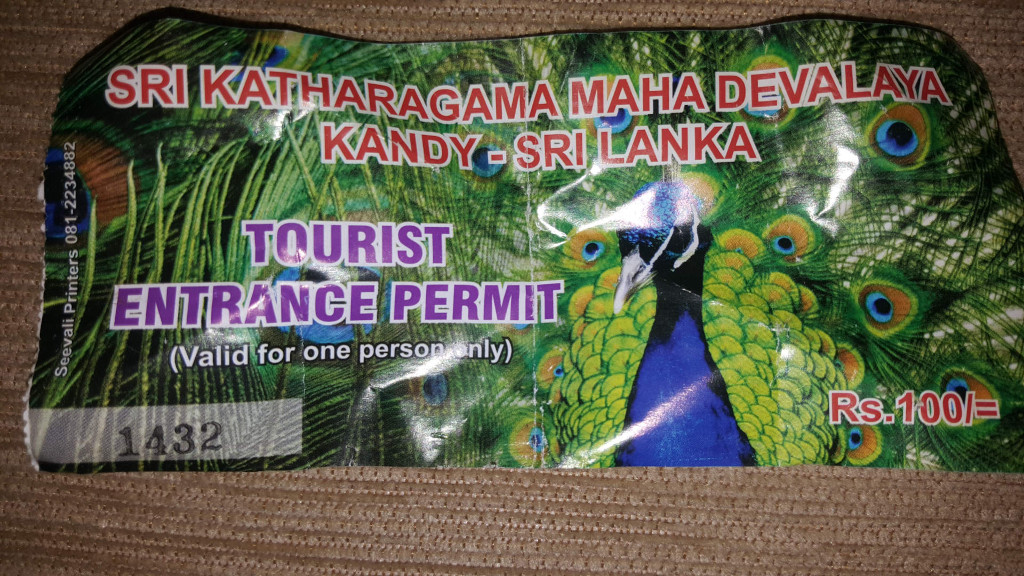 SRI KATHARAGAMA MAHA DEVALAYA
KANDY - SRI LANKA
TOURIST
ENTRANCE PERMIT
(Valid for one person only)
1432
Rs.100/=
Seevali Printers 081-2234882